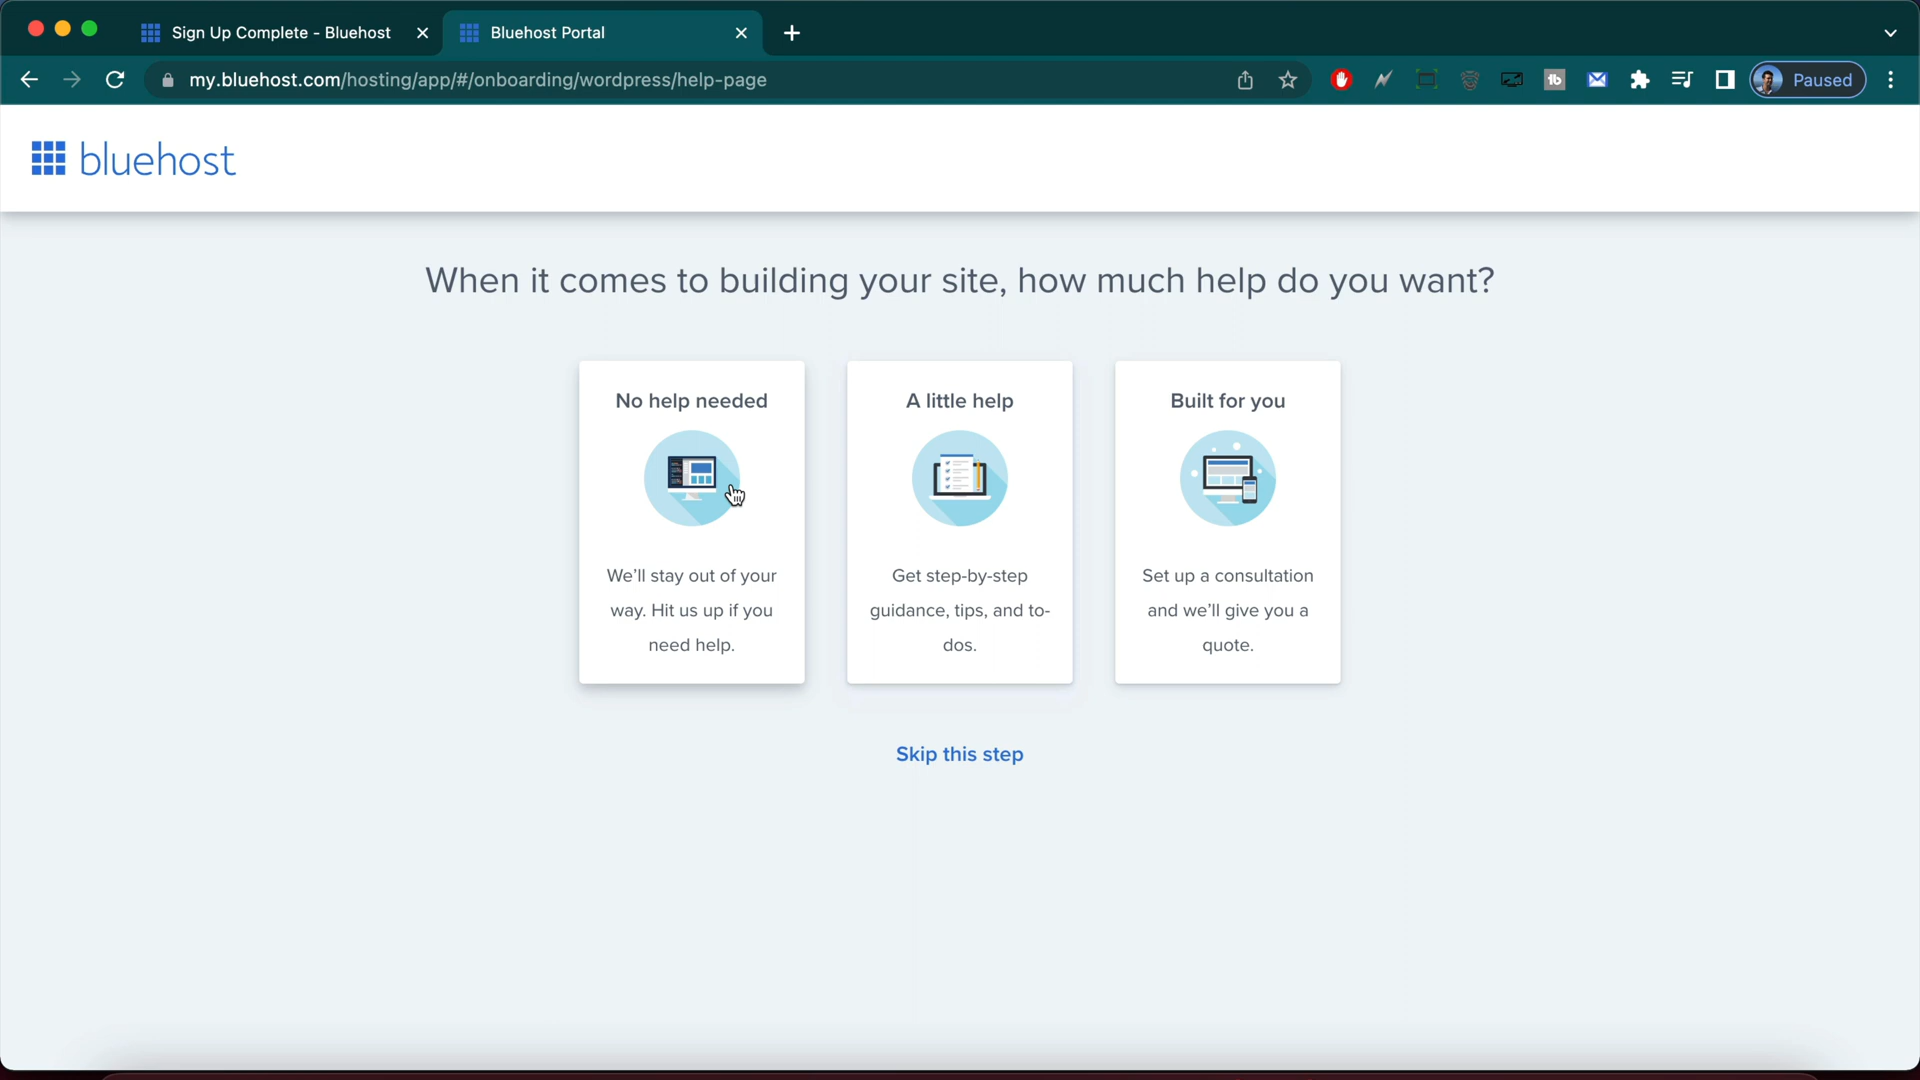 Sign Up Complete - Bluehost
Bluehost Portal
my.bluehost.com/hosting/app/#/onboarding/wordpress/help-page
Paused
bluehost
When it comes to building your site, how much help do you want?
No help needed
We'll stay out of your
way. Hit us up if you
need help.
A little help
Get step-by-step
guidance, tips, and to-
dos.
Built for you
Set up a consultation
and we'll give you a
quote.
Skip this step